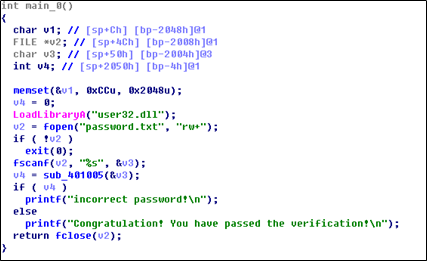 int main_0()
{
  char v1; // [sp+Ch] [bp-2048h]@1
  FILE *v2; // [sp+4Ch] [bp-2008h]@1
  char v3; // [sp+50h] [bp-2004h]@3
  int v4; // [sp+2050h] [bp-4h]@1

  memset(&v1, 0xCCu, 0x2048u);
  v4 = 0;
  LoadLibraryA("user32.dll");
  v2 = fopen("password.txt", "rw+");
  if ( !v2 )
    exit(0);
  fscanf(v2, "%s", &v3);
  v4 = sub_401005(&v3);
  if ( v4 )
    printf("incorrect password!\n");
  else
    printf("Congratulation! You have passed the verification!\n");
  return fclose(v2);
}